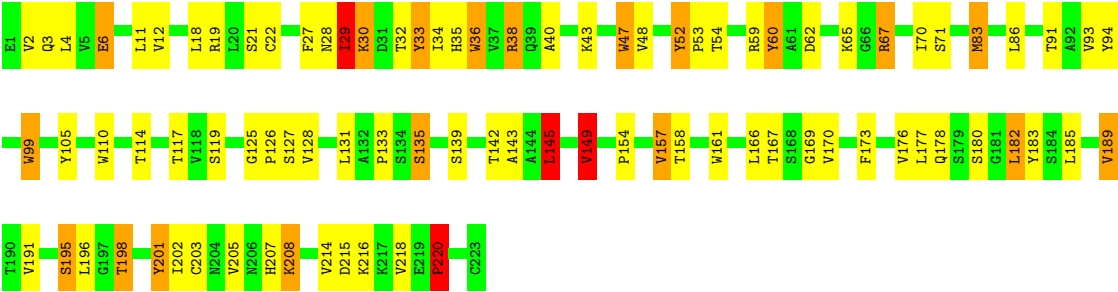 E1 V2 Q3 L4 V5 E6 L11 V12 L18 R19 L20 S21 C22 F27 N28 I29 K30 D31 T32 Y33 I34 H35 W36 V37 R38 Q39 A40 K43 W47 V48 Y52 P53 T54 R59 Y60 A61 D62 K65 G66 R67 I70 S71 M83 L86 T91 A92 V93 Y94
W99 Y105 W110 T114 T117 V118 S119 G125 P126 S127 V128 L131 A132 P133 S134 S135 S139 T142 A143 A144 L145 V149 P154 V157 T158 W161 L166 T167 S168 G169 V170 F173 V176 L177 Q178 S179 S180 G181 L182 Y183 S184 L185 V189
T190 V191 S195 L196 G197 T198 Y201 I202 C203 N204 V205 N206 H207 K208 V214 D215 K216 K217 V218 E219 P220 C223